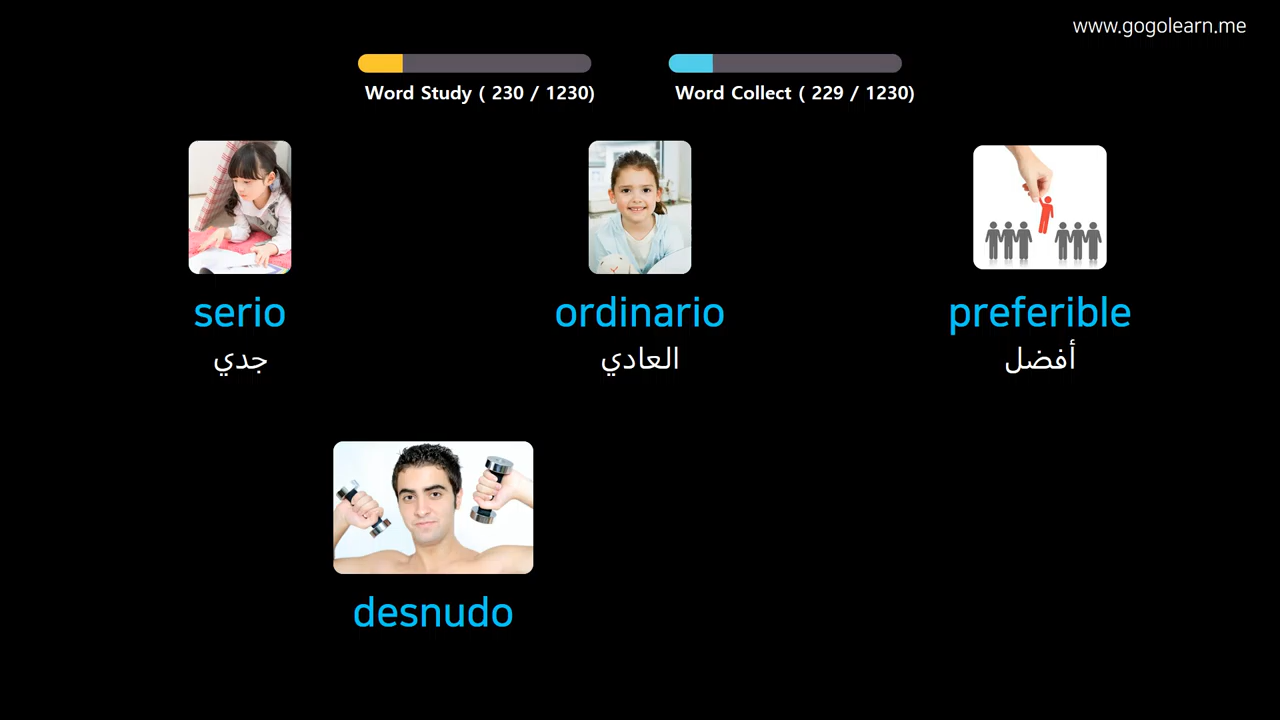 www.gogolearn.me
Word Study ( 230 / 1230)
Word Collect ( 229 / 1230)
serio
ordinario
preferible
جدي
العادي
أفضل
desnudo